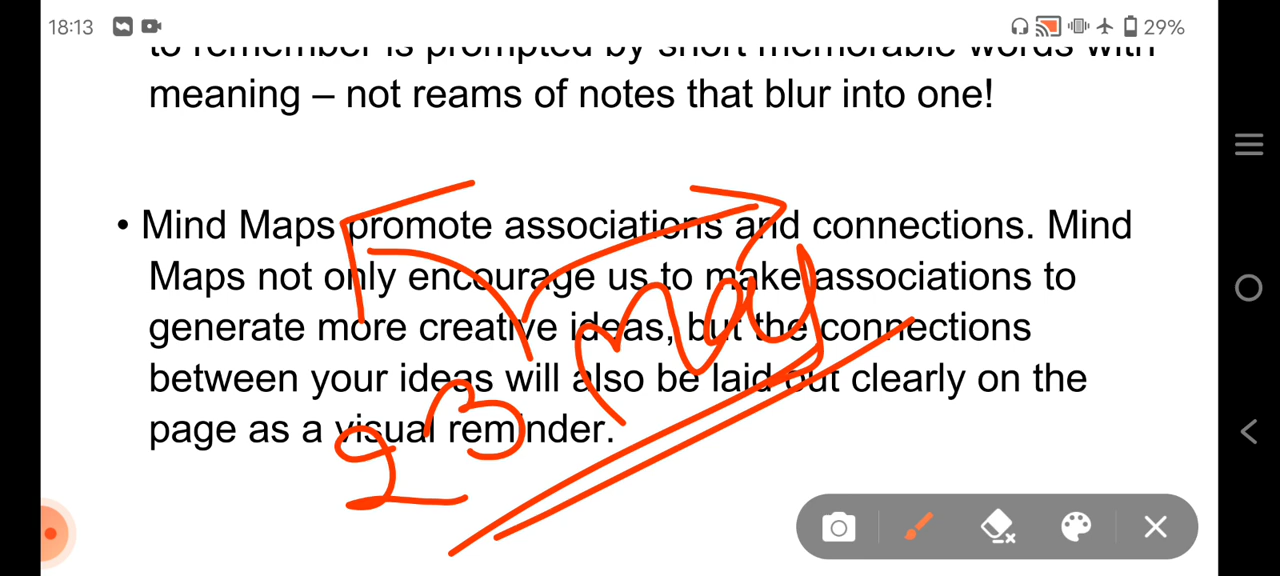 18:13
29%
to remember is prompted by short memorable words with
meaning – not reams of notes that blur into one!
• Mind Maps promote associations and connections. Mind
Maps not only encourage us to make associations to
generate more creative ideas, but the connections
between your ideas will also be laid out clearly on the
page as a visual reminder.
23 May